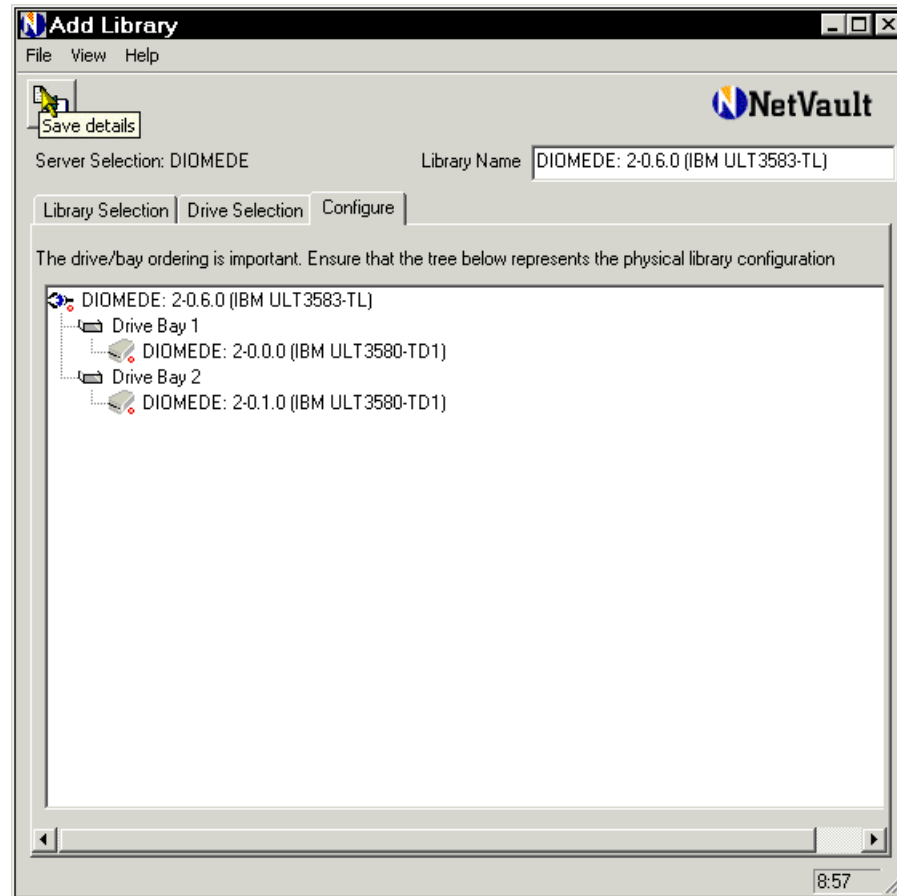 Add Library
File View Help
Save details
NetVault
Server Selection: DIOMEDE Library Name DIOMEDE: 2-0.6.0 (IBM ULT3583-TL)
Library Selection Drive Selection Configure
The drive/bay ordering is important. Ensure that the tree below represents the physical library configuration
DIOMEDE: 2-0.6.0 (IBM ULT3583-TL)
Drive Bay 1
DIOMEDE: 2-0.0.0 (IBM ULT3580-TD1)
Drive Bay 2
DIOMEDE: 2-0.1.0 (IBM ULT3580-TD1)
8:57